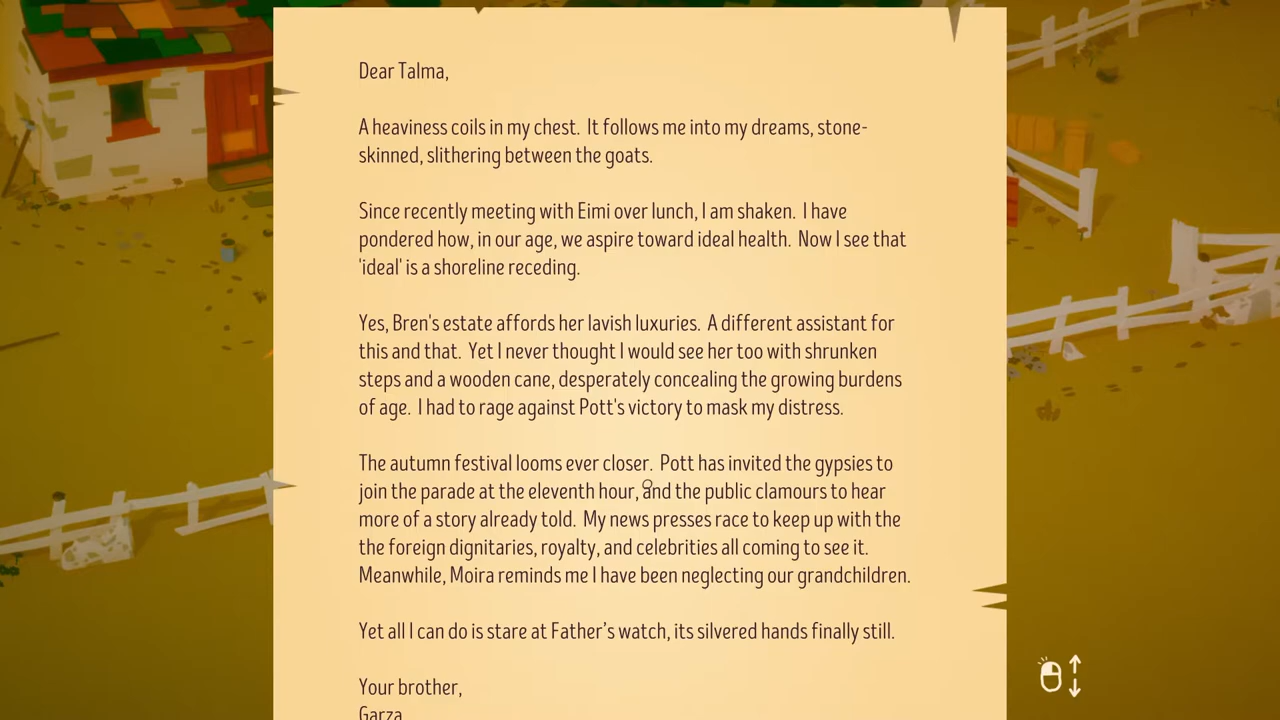 Dear Talma,
A heaviness coils in my chest. It follows me into my dreams, stone-
skinned, slithering between the goats.
Since recently meeting with Eimi over lunch, I am shaken. I have
pondered how, in our age, we aspire toward ideal health. Now I see that
'ideal' is a shoreline receding.
Yes, Bren's estate affords her lavish luxuries. A different assistant for
this and that. Yet I never thought I would see her too with shrunken
steps and a wooden cane, desperately concealing the growing burdens
of age. I had to rage against Pott's victory to mask my distress.
The autumn festival looms ever closer. Pott has invited the gypsies to
join the parade at the eleventh hour, and the public clamours to hear
more of a story already told. My news presses race to keep up with the
the foreign dignitaries, royalty, and celebrities all coming to see it.
Meanwhile, Moira reminds me I have been neglecting our grandchildren.
Yet all I can do is stare at Father’s watch, its silvered hands finally still.
Your brother,
Garza